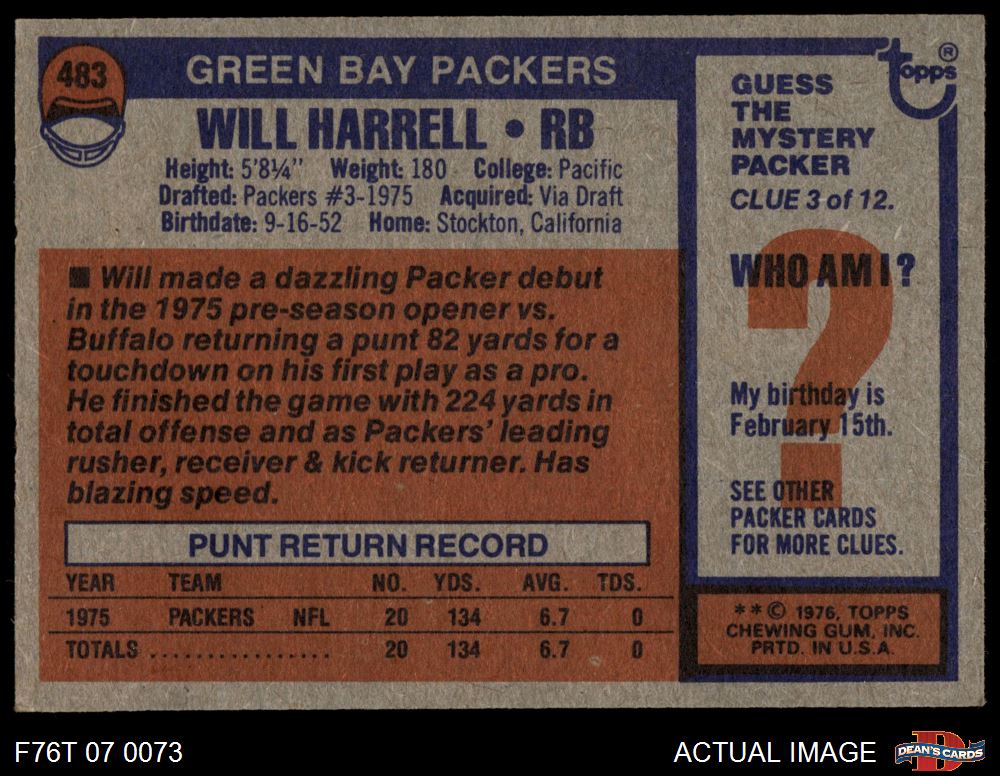 483
GREEN BAY PACKERS
WILL HARRELL • RB
Height: 5'8¼" Weight: 180 College: Pacific
Drafted: Packers #3-1975 Acquired: Via Draft
Birthdate: 9-16-52 Home: Stockton, California
■ Will made a dazzling Packer debut
in the 1975 pre-season opener vs.
Buffalo returning a punt 82 yards for a
touchdown on his first play as a pro.
He finished the game with 224 yards in
total offense and as Packers' leading
rusher, receiver & kick returner. Has
blazing speed.
PUNT RETURN RECORD
YEAR TEAM NO. YDS. AVG. TDS.
1975 PACKERS NFL 20 134 6.7 0
TOTALS ................ 20 134 6.7 0
topps®
GUESS
THE
MYSTERY
PACKER
CLUE 3 of 12.
?
WHO AM I?
My birthday is
February 15th.
SEE OTHER
PACKER CARDS
FOR MORE CLUES.
**© 1976, TOPPS
CHEWING GUM, INC.
PRTD. IN U.S.A.
F76T 07 0073
ACTUAL IMAGE
D
DEAN'S CARDS